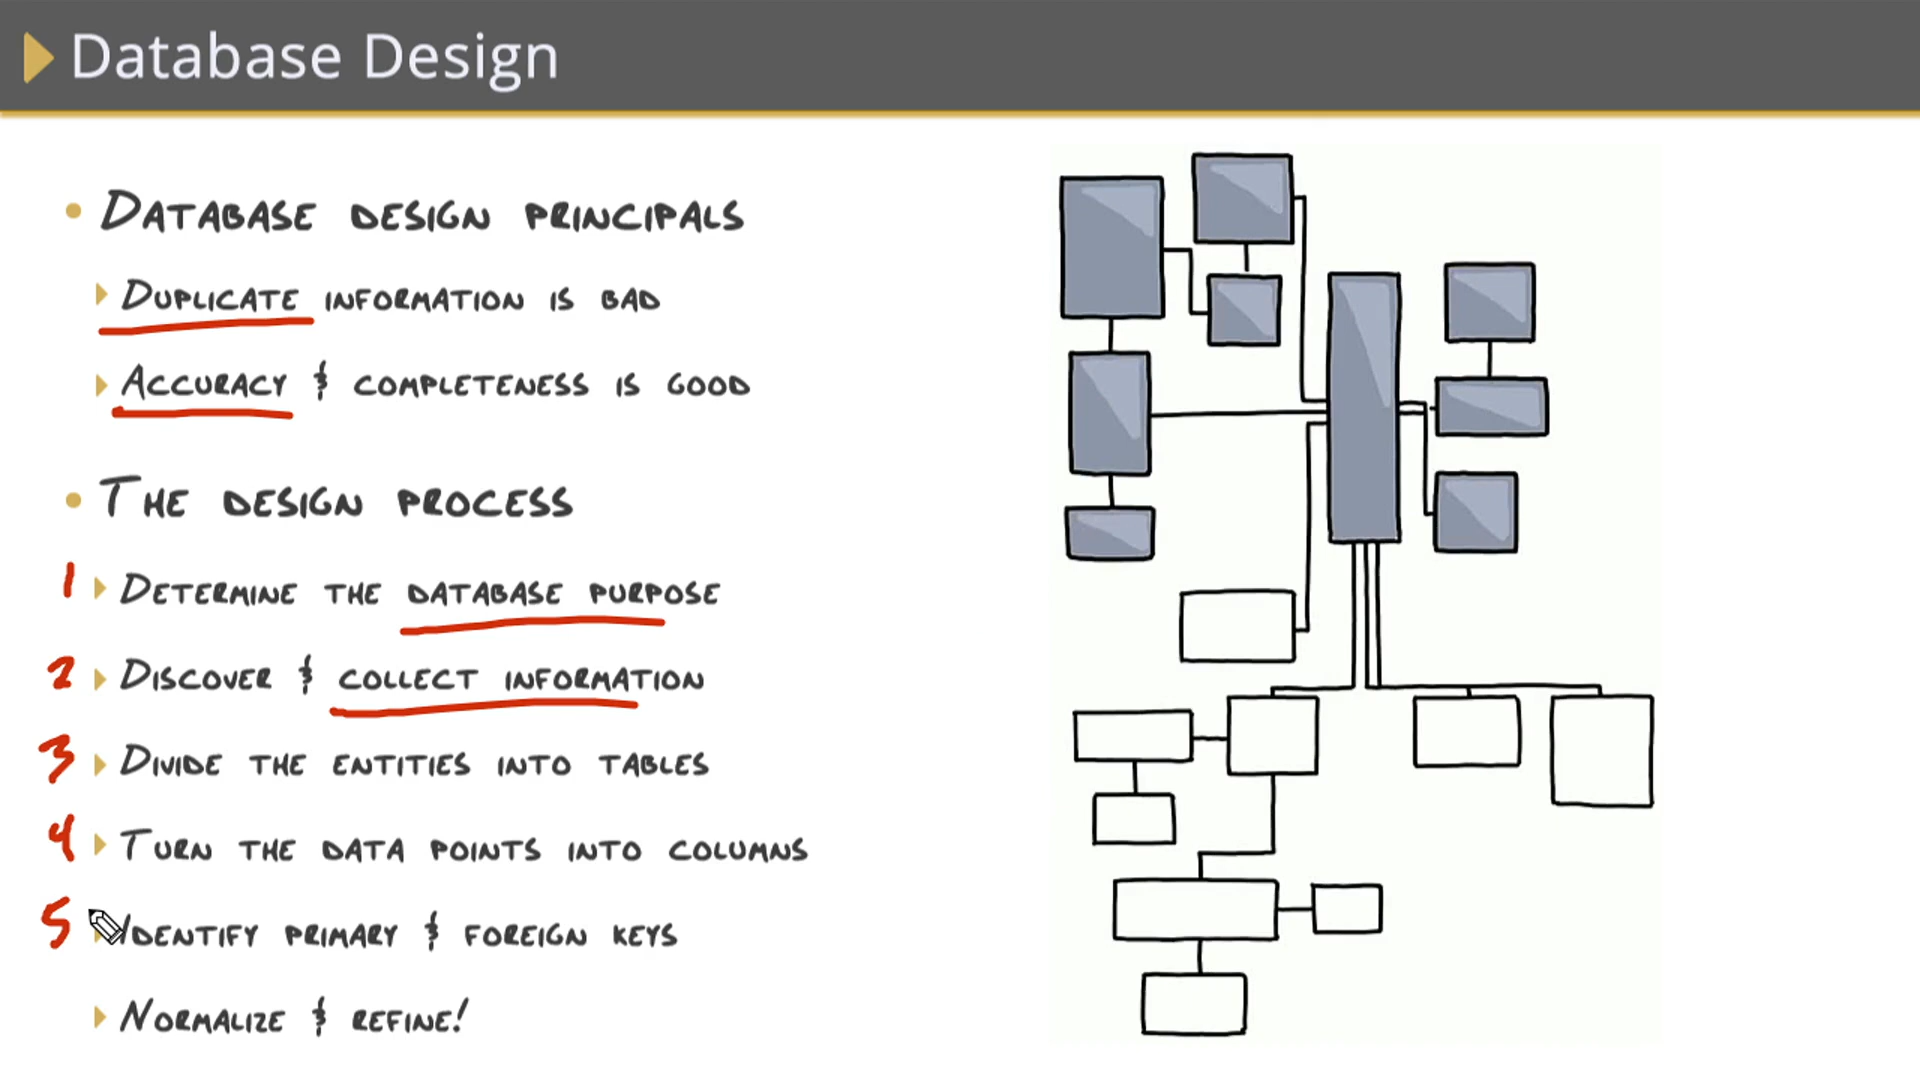 Database Design
Database design principals
Duplicate information is bad
Accuracy & completeness is good
The design process
1 Determine the database purpose
2 Discover & collect information
3 Divide the entities into tables
4 Turn the data points into columns
5 Identify primary & foreign keys
Normalize & refine!